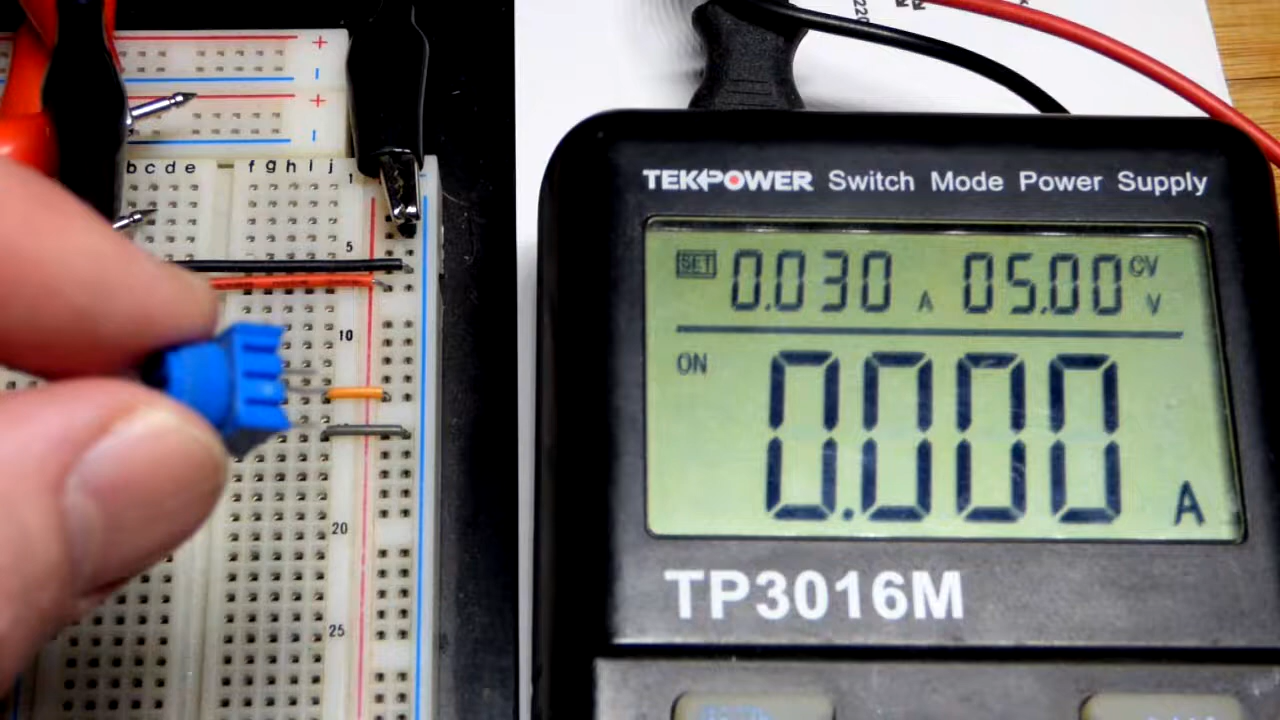 220
+
+
b c d e f g h i j
1
5
10
20
25
TEKPOWER Switch Mode Power Supply
SET 0.030 A 05.00 CV V
ON 0.000 A
TP3016M